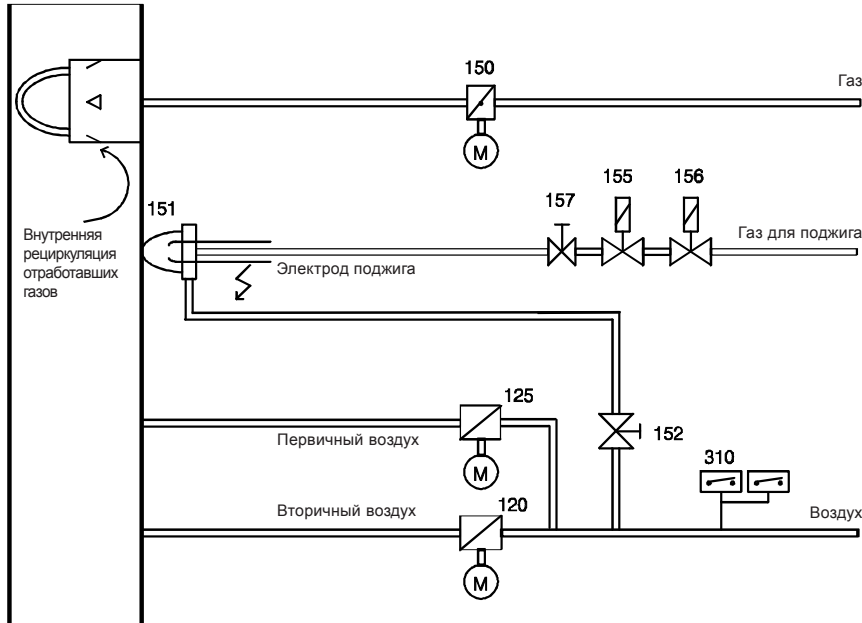 150
Газ
М
151
Внутренняя
рециркуляция
отработавших
газов
157
155
156
Газ для поджига
Электрод поджига
125
Первичный воздух
М
152
310
Вторичный воздух
120
Воздух
М